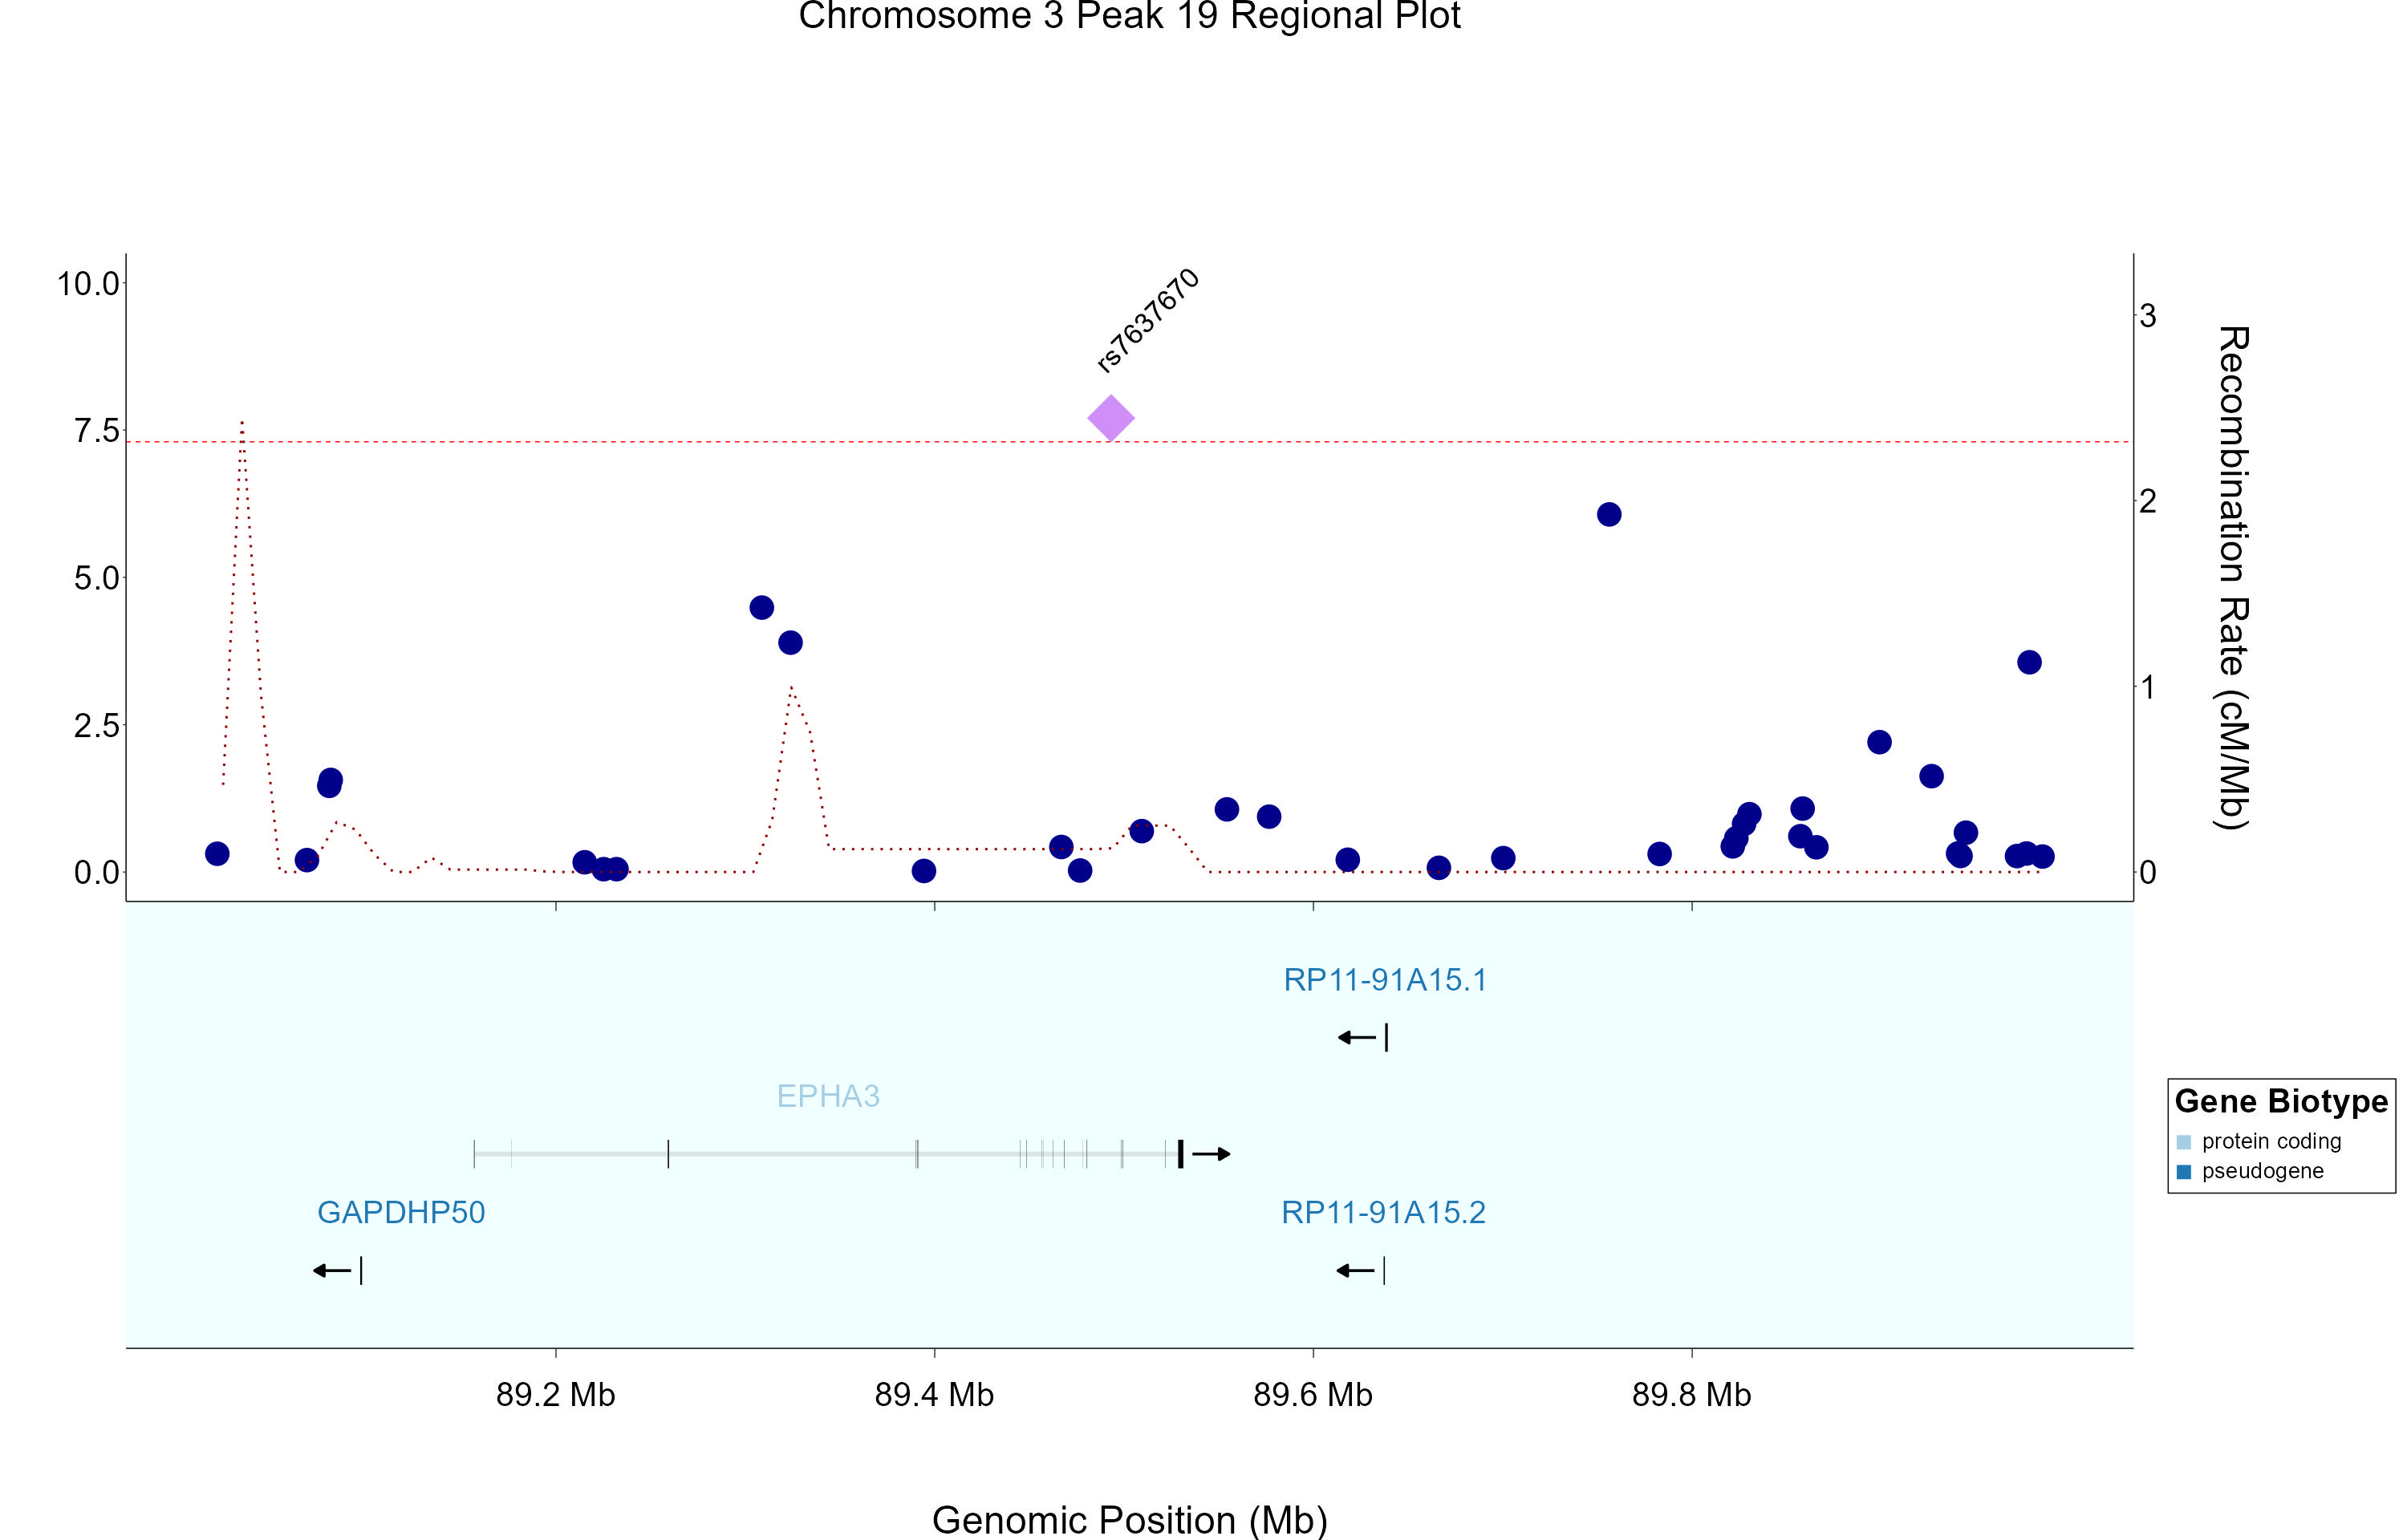 Chromosome 3 Peak 19 Regional Plot
10.0
7.5
5.0
2.5
0.0
rs7637670
3
2
1
0
Recombination Rate (cM/Mb)
RP11-91A15.1
EPHA3
GAPDHP50
RP11-91A15.2
Gene Biotype
protein coding
pseudogene
89.2 Mb
89.4 Mb
89.6 Mb
89.8 Mb
Genomic Position (Mb)